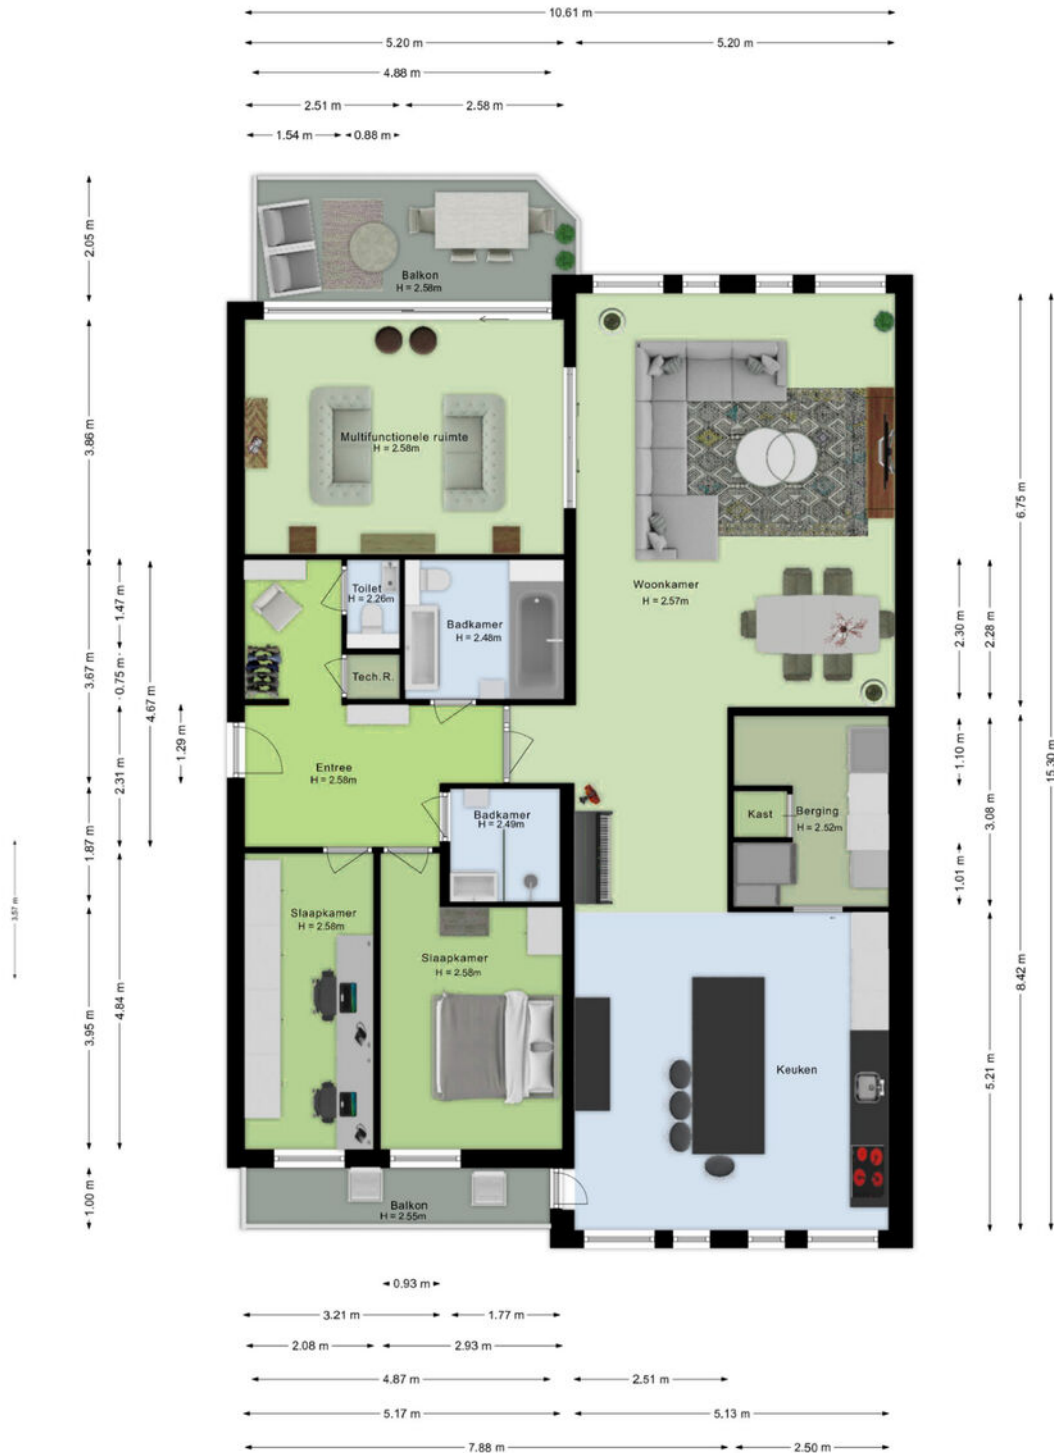 10.61 m
5.20 m
5.20 m
4.88 m
2.51 m
2.58 m
1.54 m
0.88 m
2.05 m
Balkon
H = 2.58m
3.86 m
Multifunctionele ruimte
H = 2.58m
6.75 m
15.30 m
Woonkamer
H = 2.57m
3.67 m
1.47 m
0.75 m
4.67 m
2.31 m
1.29 m
Toilet
H = 2.26m
Badkamer
H = 2.48m
Tech.R.
2.30 m
2.28 m
Entree
H = 2.58m
1.10 m
3.08 m
1.01 m
Badkamer
H = 2.49m
Kast
Berging
H = 2.52m
1.87 m
3.57 m
Slaapkamer
H = 2.58m
Slaapkamer
H = 2.58m
3.95 m
4.84 m
8.42 m
5.21 m
Keuken
1.00 m
Balkon
H = 2.55m
0.93 m
3.21 m
1.77 m
2.08 m
2.93 m
4.87 m
2.51 m
5.17 m
5.13 m
7.88 m
2.50 m